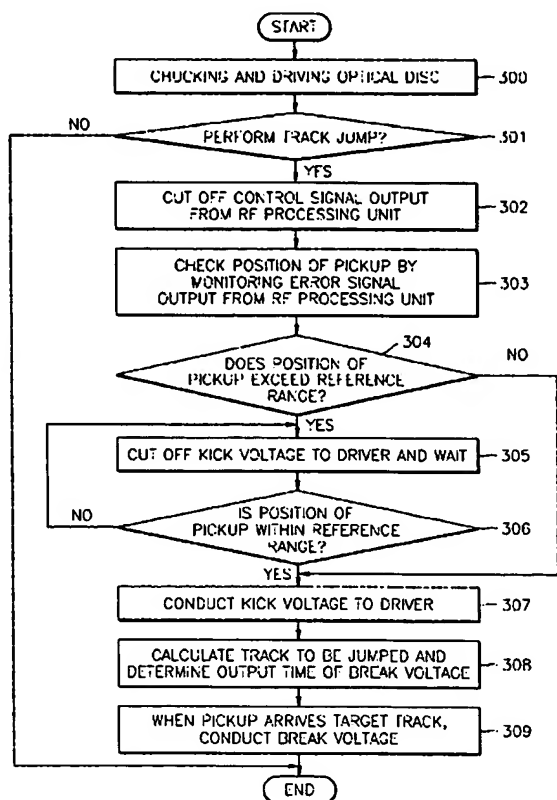 START
CHUCKING AND DRIVING OPTICAL DISC
300
NO
PERFORM TRACK JUMP?
301
YES
CUT OFF CONTROL SIGNAL OUTPUT
FROM RF PROCESSING UNIT
302
CHECK POSITION OF PICKUP BY
MONITORING ERROR SIGNAL
OUTPUT FROM RF PROCESSING UNIT
303
304
DOES POSITION OF
PICKUP EXCEED REFERENCE
RANGE?
NO
YES
CUT OFF KICK VOLTAGE TO DRIVER AND WAIT
305
NO
IS POSITION OF
PICKUP WITHIN REFERENCE
RANGE?
306
YES
CONDUCT KICK VOLTAGE TO DRIVER
307
CALCULATE TRACK TO BE JUMPED AND
DETERMINE OUTPUT TIME OF BREAK VOLTAGE
308
WHEN PICKUP ARRIVES TARGET TRACK,
CONDUCT BREAK VOLTAGE
309
END